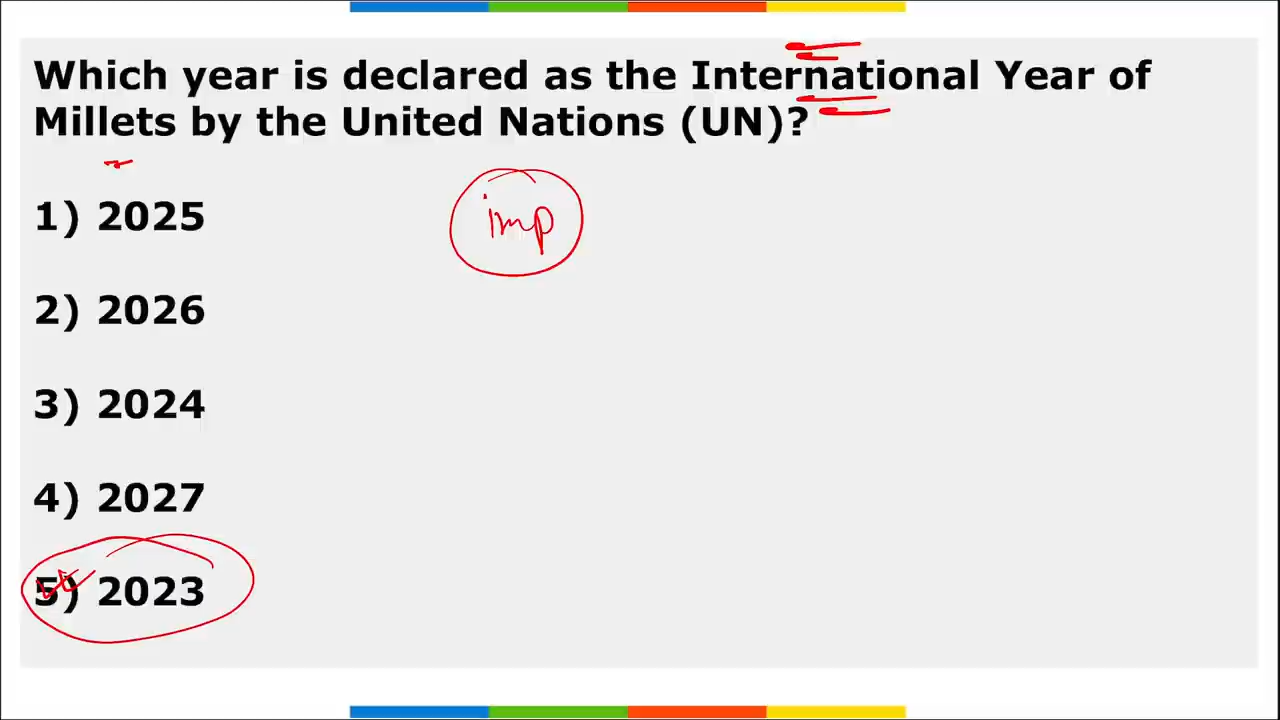 Which year is declared as the International Year of
Millets by the United Nations (UN)?
1) 2025
imp
2) 2026
3) 2024
4) 2027
5) 2023